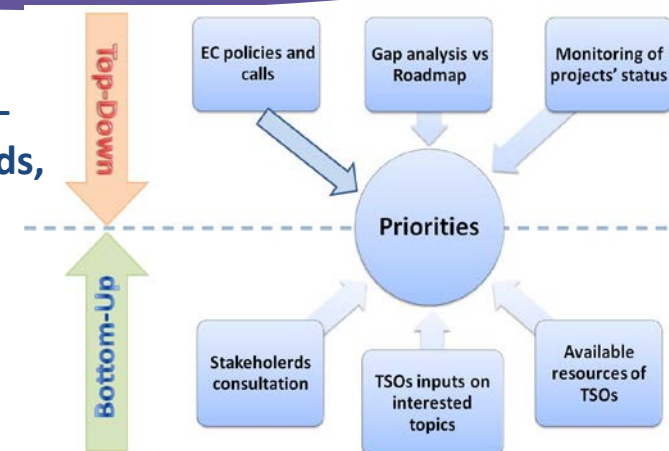 –
ds,
Top-Down
EC policies and
calls
Gap analysis vs
Roadmap
Monitoring of
projects' status
Priorities
Bottom-Up
Stakeholerds
consultation
TSOs inputs on
interested
topics
Available
resources of
TSOs